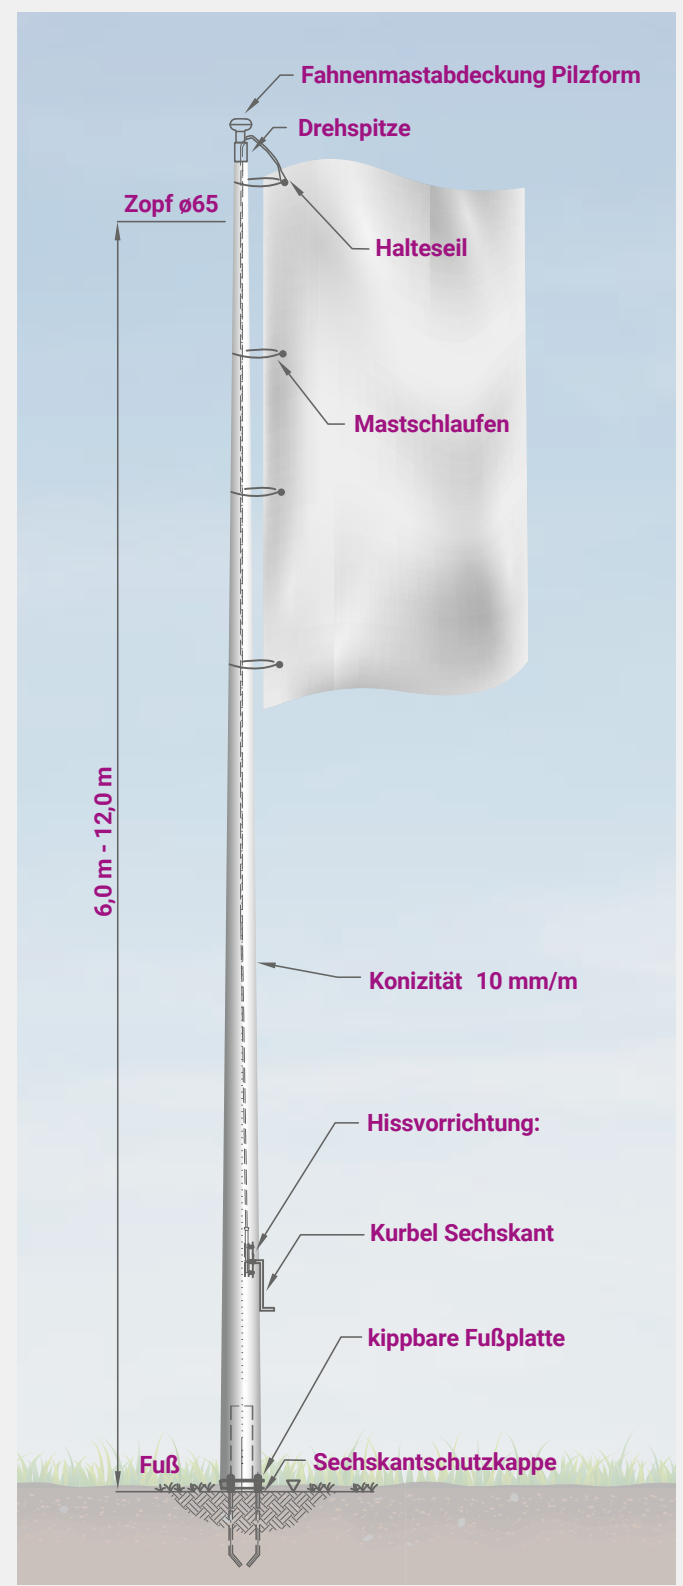 Fahnenmastabdeckung Pilzform
Drehspitze
Zopf ø65
Halteseil
Mastschlaufen
6,0 m - 12,0 m
Konizität 10 mm/m
Hissvorrichtung:
Kurbel Sechskant
kippbare Fußplatte
Fuß
Sechskantschutzkappe